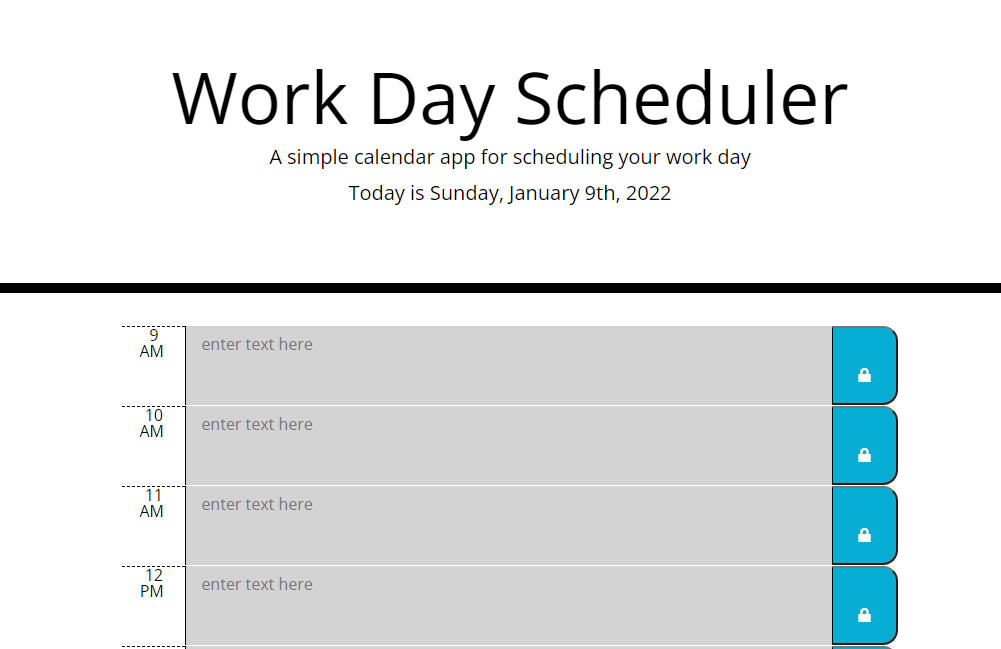 Work Day Scheduler
A simple calendar app for scheduling your work day
Today is Sunday, January 9th, 2022
9
AM
enter text here
10
AM
enter text here
11
AM
enter text here
12
PM
enter text here